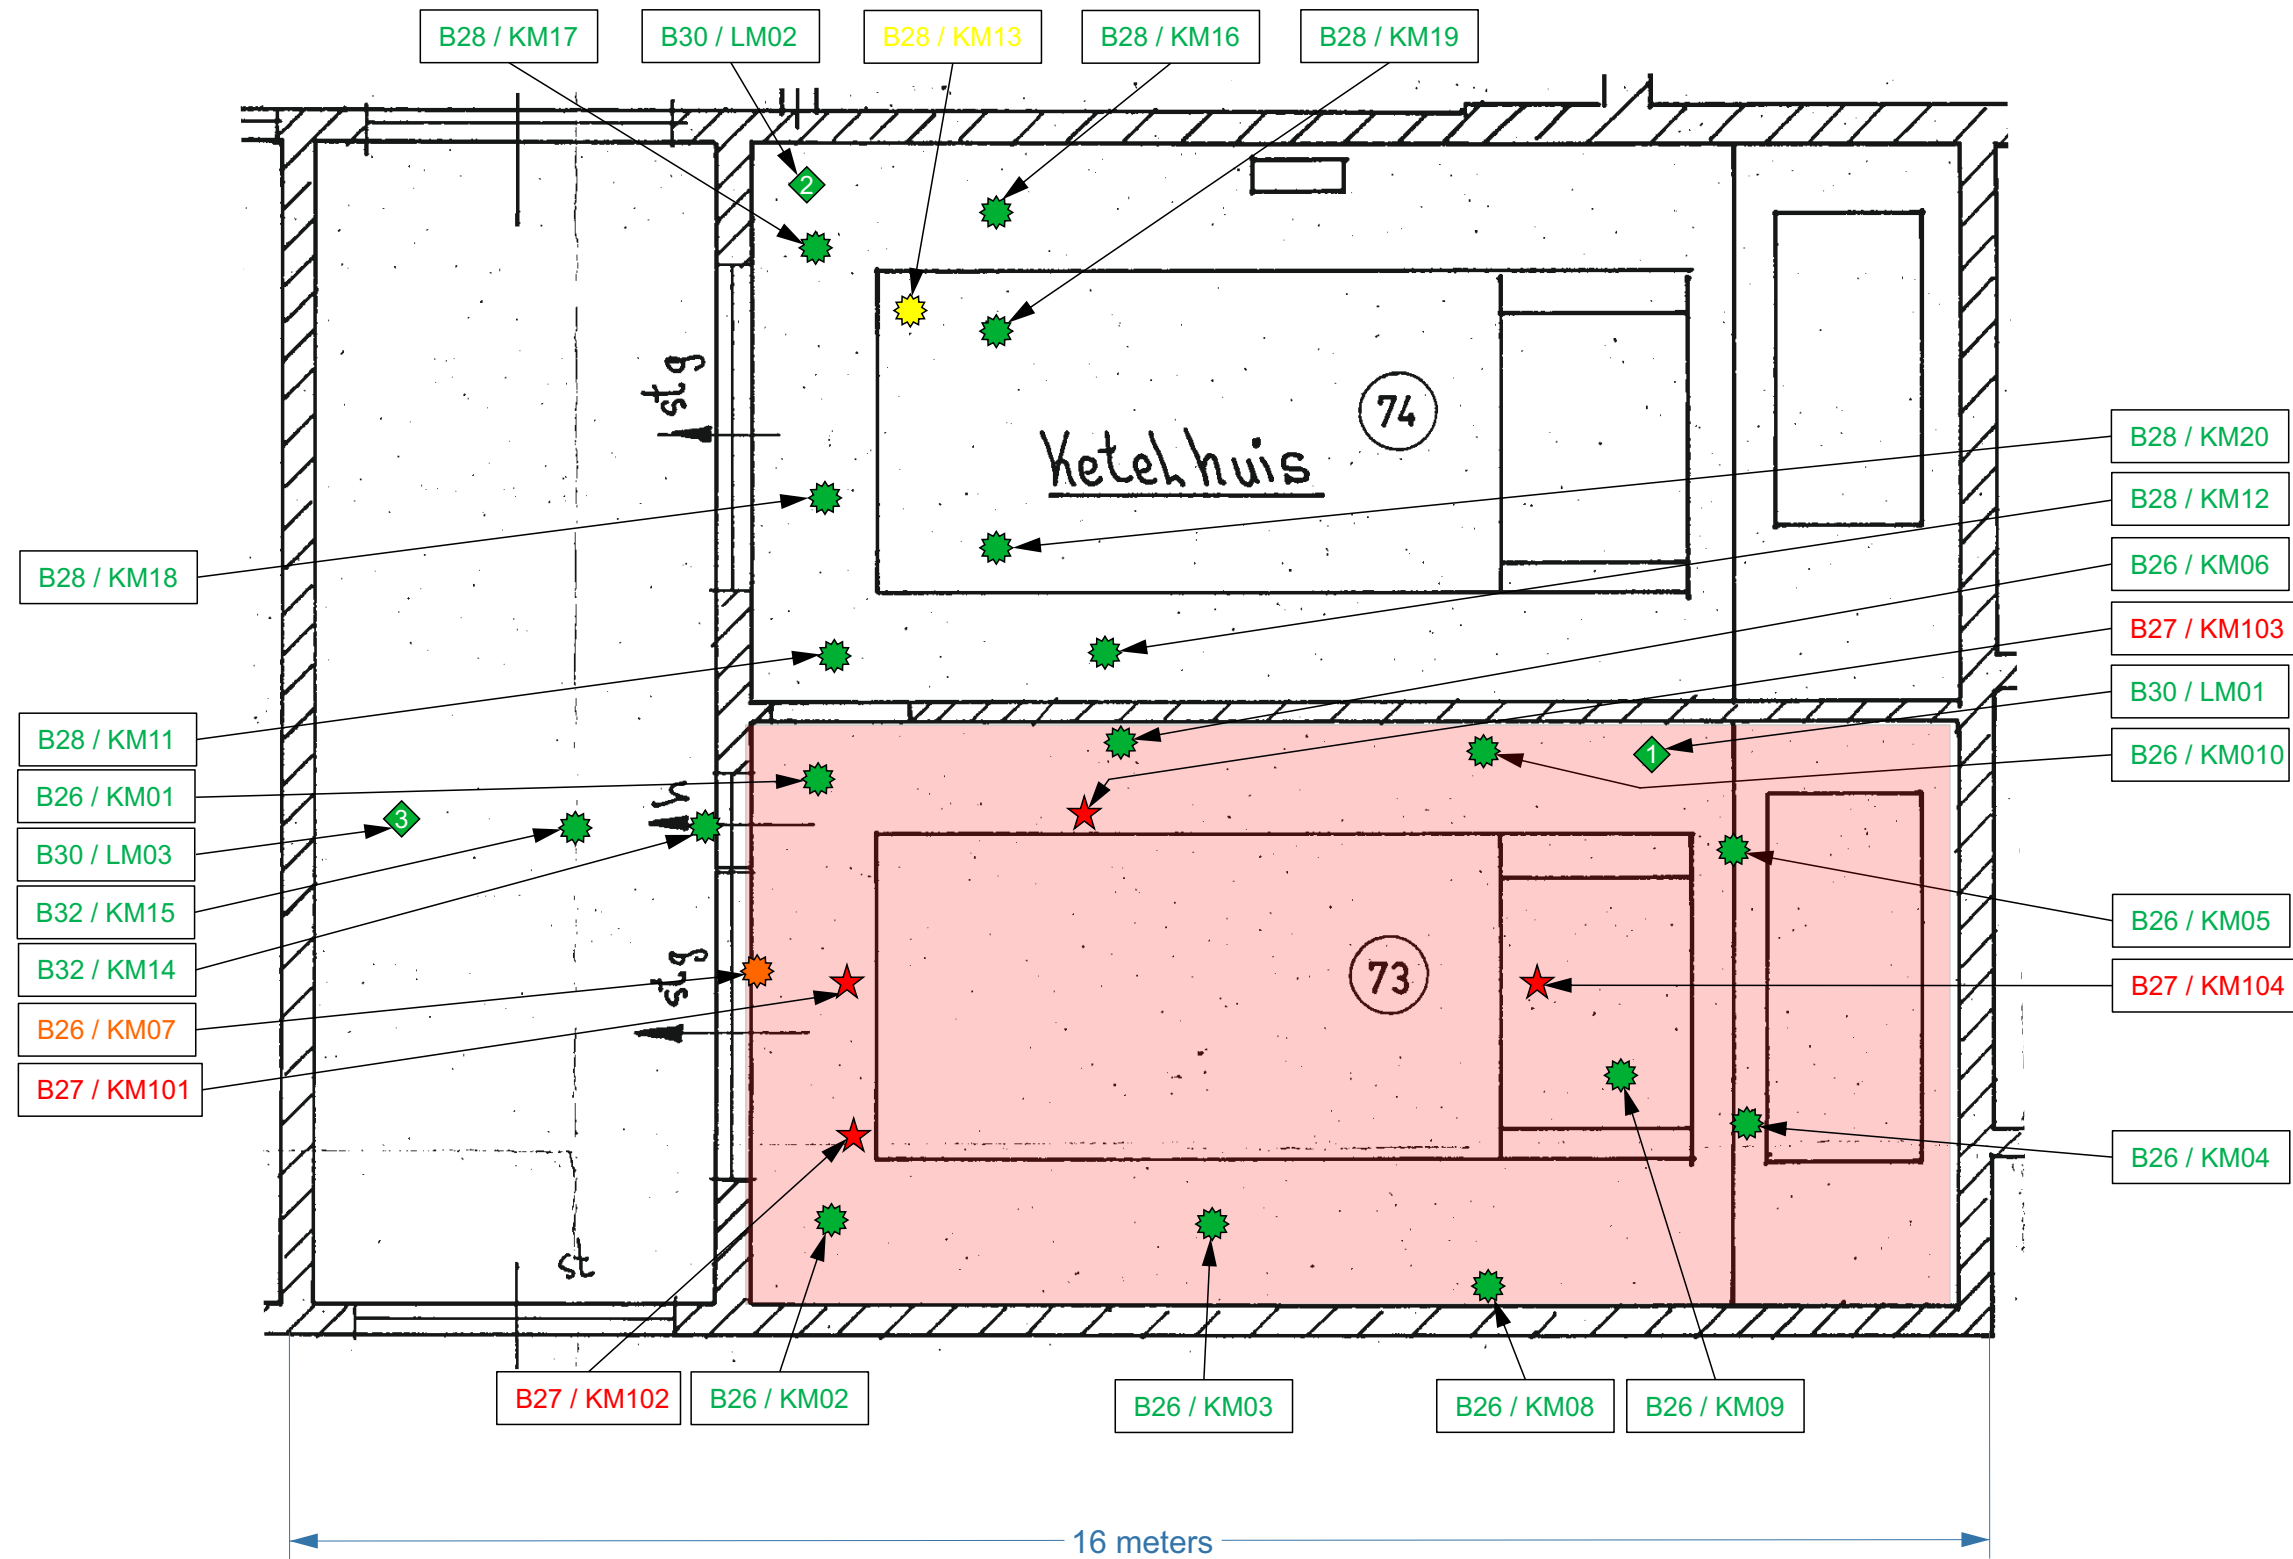 B28 / KM17
B30 / LM02
B28 / KM13
B28 / KM16
B28 / KM19
2
stg
74
Ketelhuis
B28 / KM20
B28 / KM12
B26 / KM06
B27 / KM103
B30 / LM01
B26 / KM010
B28 / KM18
B28 / KM11
B26 / KM01
B30 / LM03
B32 / KM15
B32 / KM14
B26 / KM07
B27 / KM101
1
h
3
stg
73
B26 / KM05
B27 / KM104
B26 / KM04
st
B27 / KM102
B26 / KM02
B26 / KM03
B26 / KM08
B26 / KM09
16 meters